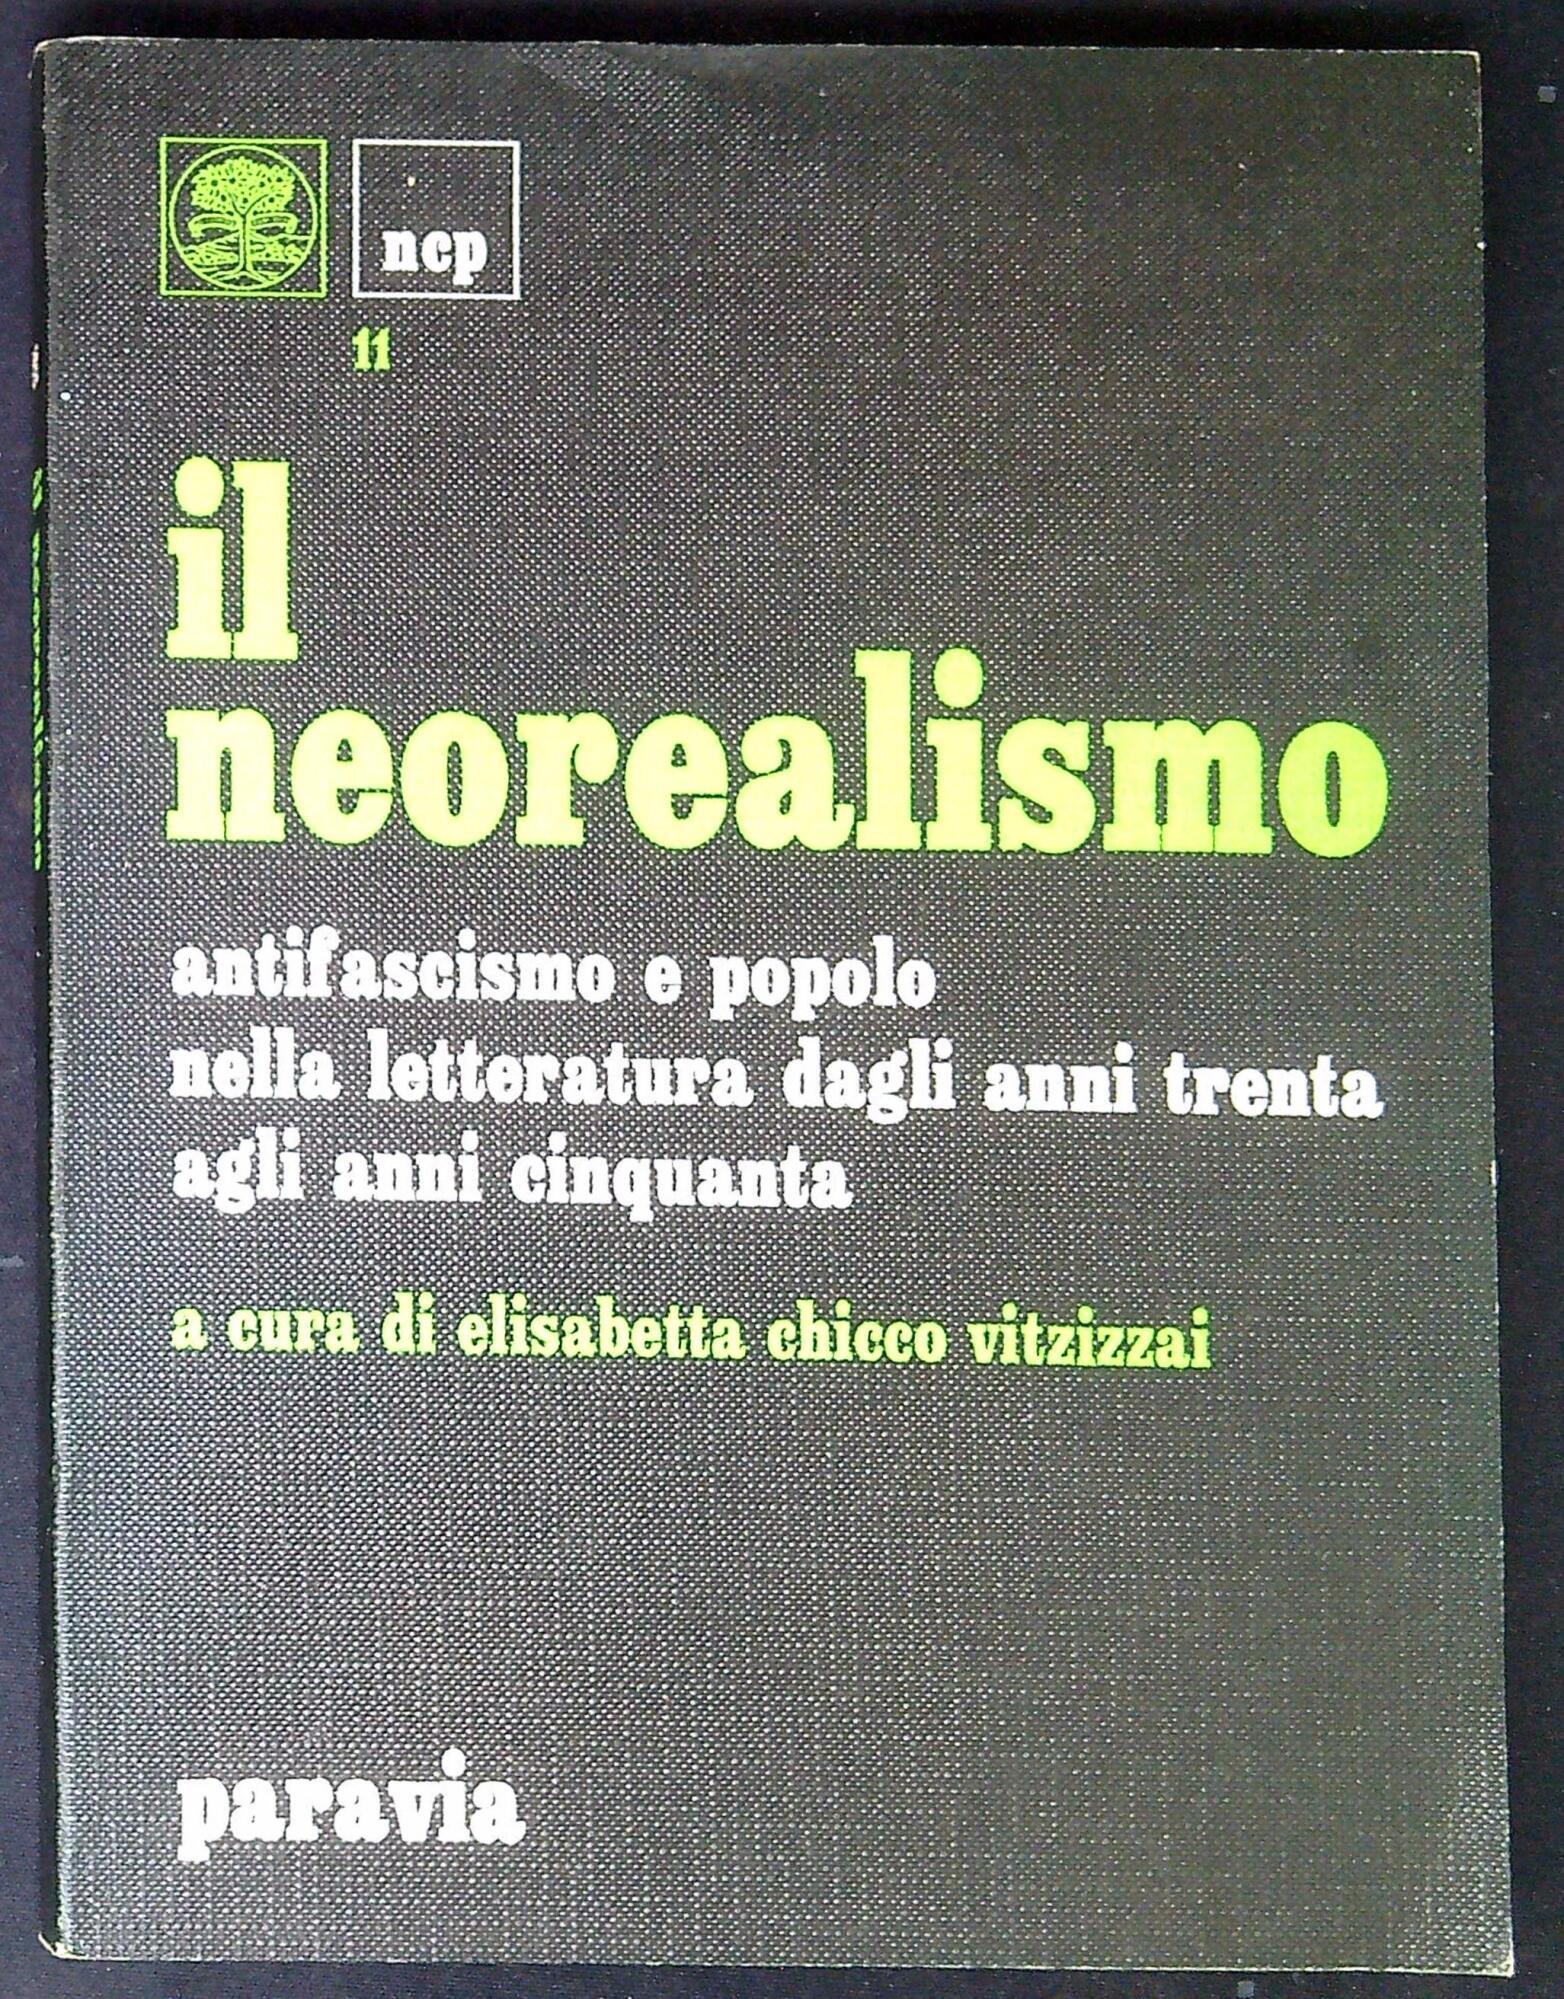 ncp
11
il
neorealismo
antifascismo e popolo
nella letteratura dagli anni trenta
agli anni cinquanta
a cura di elisabetta chicco vitzizzai
paravia